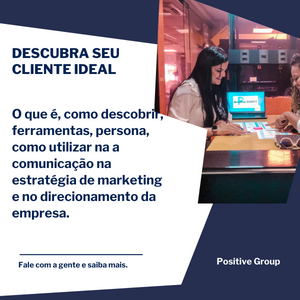 DESCUBRA SEU
CLIENTE IDEAL
O que é, como descobrir,
ferramentas, persona,
como utilizar na a
comunicação na
estratégia de marketing
e no direcionamento da
empresa.
Fale com a gente e saiba mais.
Positive Group